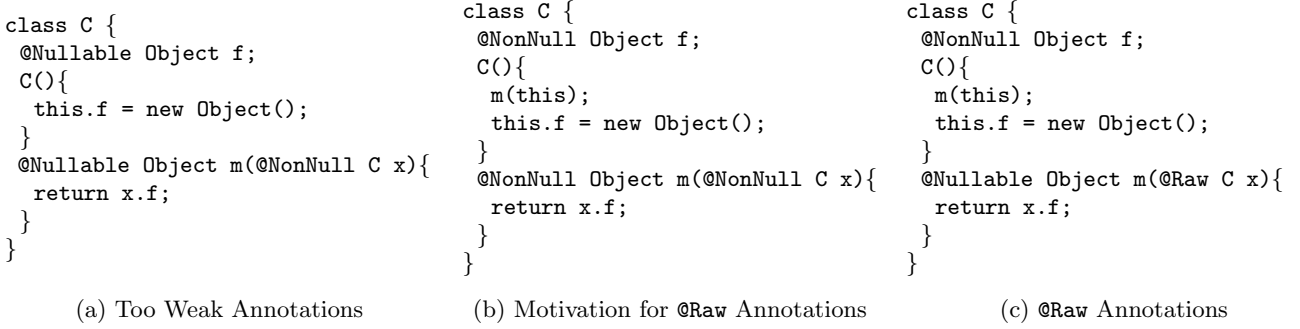 class C {
@Nullable Object f;
C(){
this.f = new Object();
}
@Nullable Object m(@NonNull C x){
return x.f;
}
}
(a) Too Weak Annotations
class C {
@NonNull Object f;
C(){
m(this);
this.f = new Object();
}
@NonNull Object m(@NonNull C x){
return x.f;
}
}
(b) Motivation for @Raw Annotations
class C {
@NonNull Object f;
C(){
m(this);
this.f = new Object();
}
@Nullable Object m(@Raw C x){
return x.f;
}
}
(c) @Raw Annotations